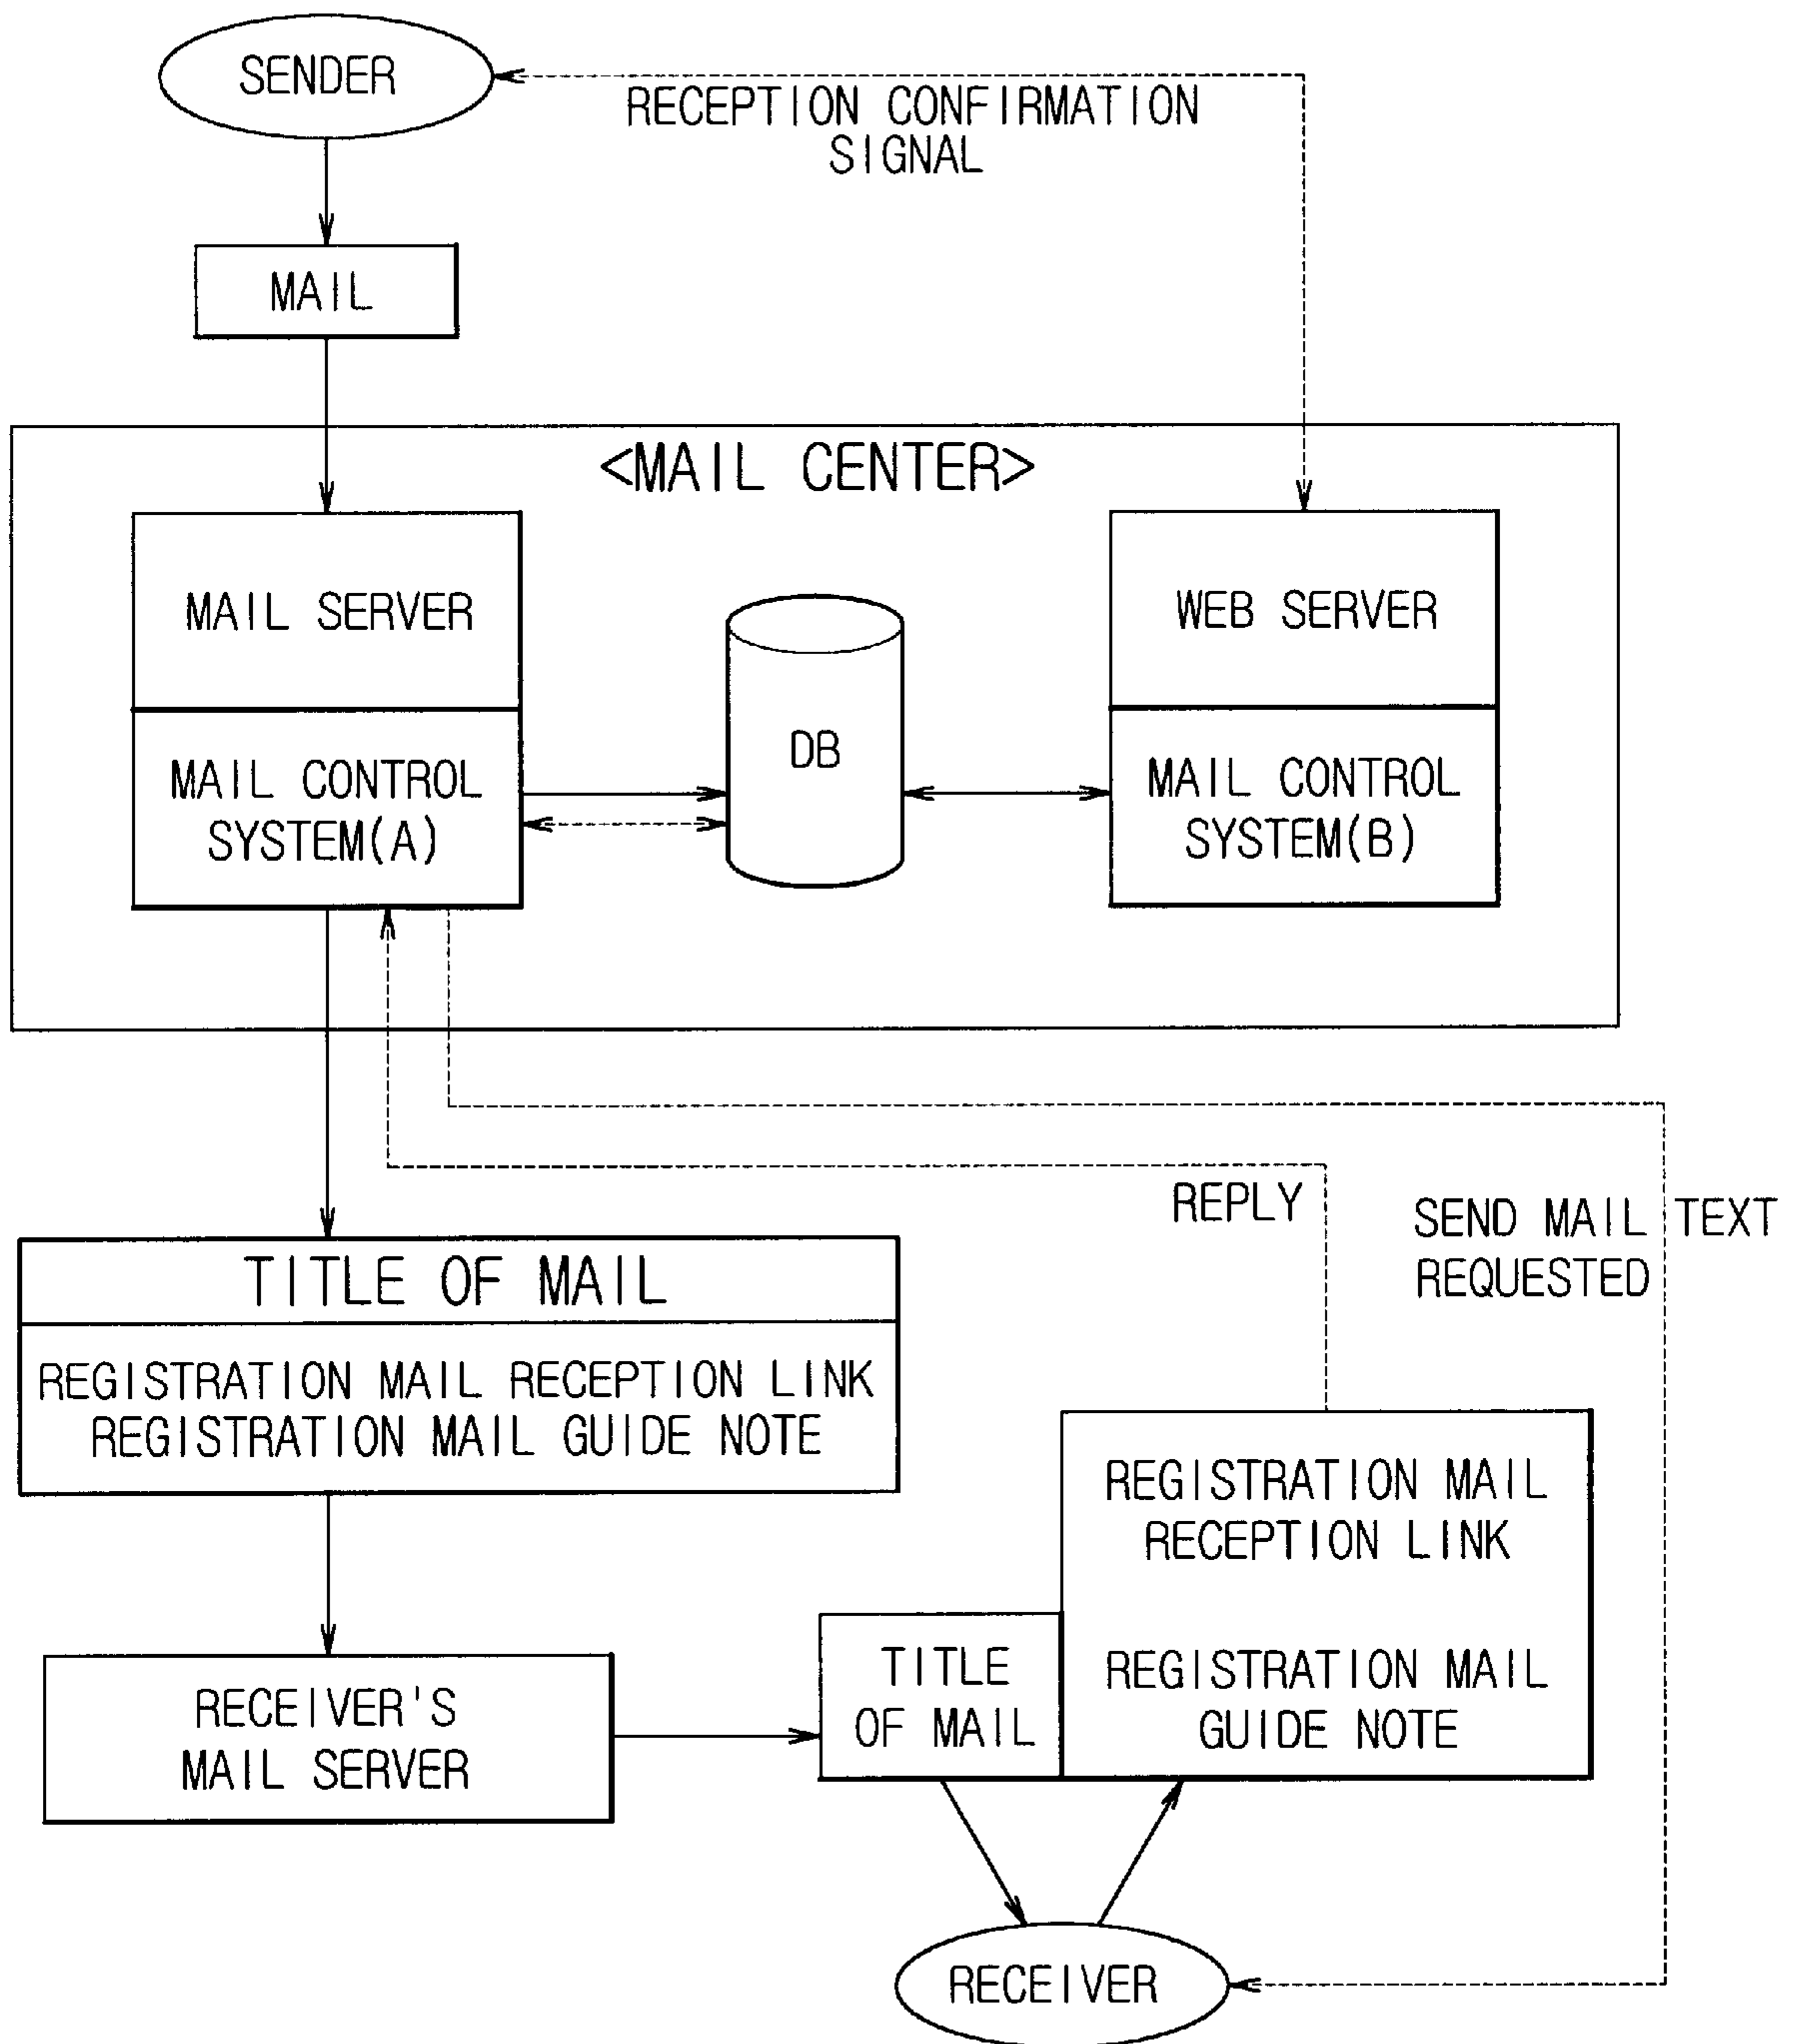 SENDER
RECEPTION CONFIRMATION
SIGNAL
MAIL
<MAIL CENTER>
MAIL SERVER
WEB SERVER
DB
MAIL CONTROL
SYSTEM(A)
MAIL CONTROL
SYSTEM(B)
REPLY
SEND MAIL TEXT
REQUESTED
TITLE OF MAIL
REGISTRATION MAIL RECEPTION LINK
REGISTRATION MAIL GUIDE NOTE
REGISTRATION MAIL
RECEPTION LINK
TITLE
OF MAIL
REGISTRATION MAIL
GUIDE NOTE
RECEIVER'S
MAIL SERVER
RECEIVER